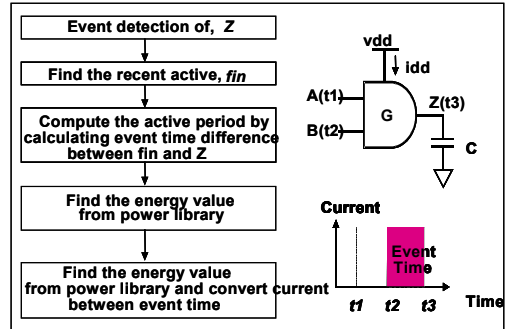 Event detection of, Z
Find the recent active, fin
Compute the active period by
calculating event time difference
between fin and Z
Find the energy value
from power library
Find the energy value
from power library and convert current
between event time
vdd
idd
A(t1)
B(t2)
G
Z(t3)
C
Current
Event
Time
t1
t2
t3
Time